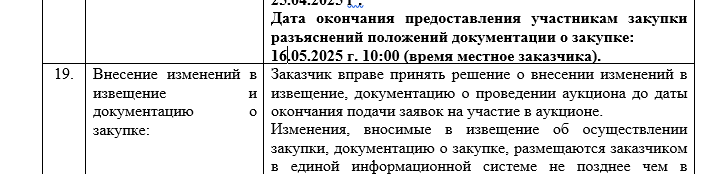 25.04.2025 г .
Дата окончания предоставления участникам закупки
разъяснений положений документации о закупке:
16.05.2025 г. 10:00 (время местное заказчика).
19. Внесение изменений в
извещение и
документацию о
закупке:
Заказчик вправе принять решение о внесении изменений в
извещение, документацию о проведении аукциона до даты
окончания подачи заявок на участие в аукционе.
Изменения, вносимые в извещение об осуществлении
закупки, документацию о закупке, размещаются заказчиком
в единой информационной системе не позднее чем в